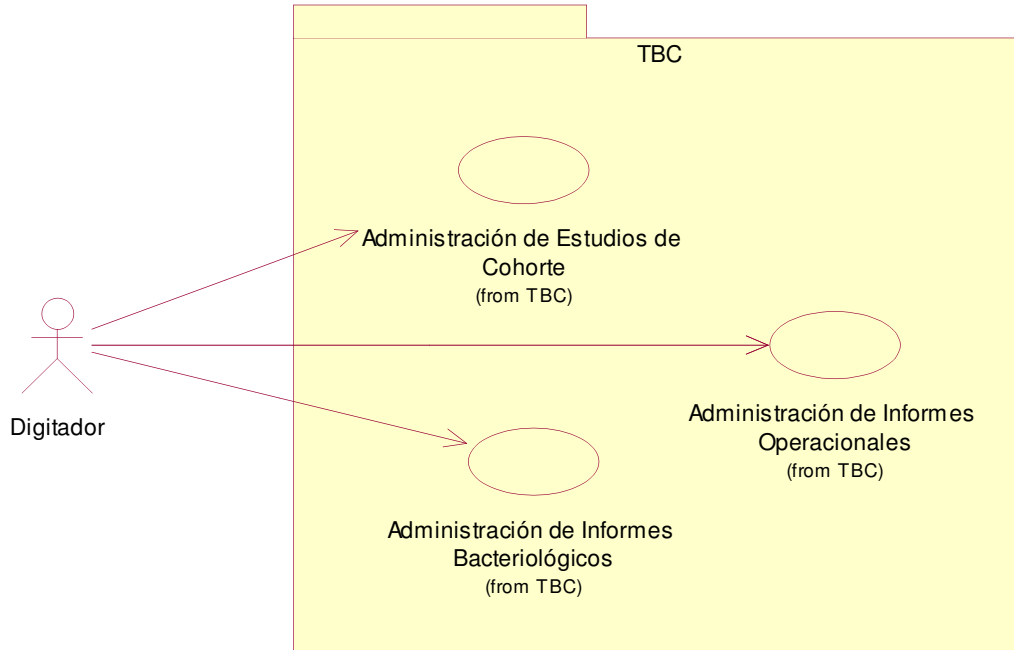 TBC
Administración de Estudios de
Cohorte
(from TBC)
Digitador
Administración de Informes
Operacionales
(from TBC)
Administración de Informes
Bacteriológicos
(from TBC)